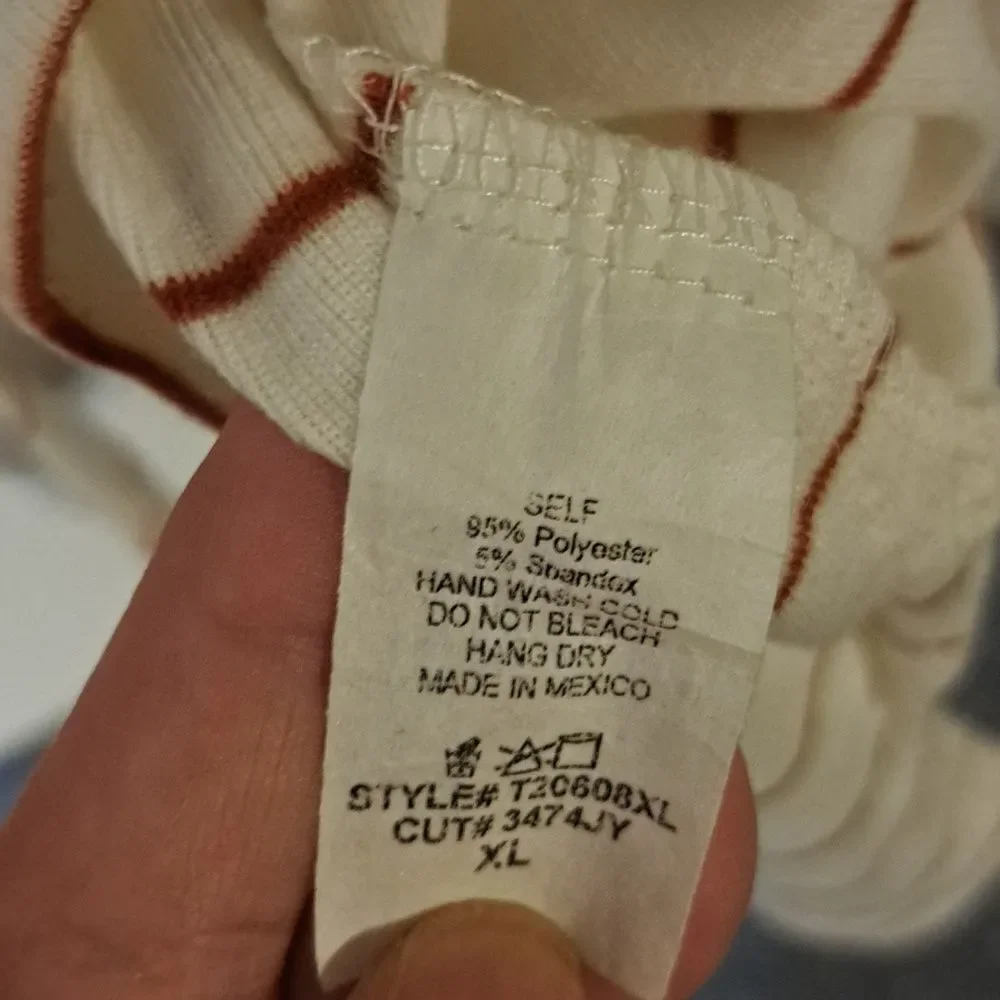 SELF
95% Polyester
5% Spandex
HAND WASH COLD
DO NOT BLEACH
HANG DRY
MADE IN MEXICO
STYLE# T20608XL
CUT# 3474JY
XL